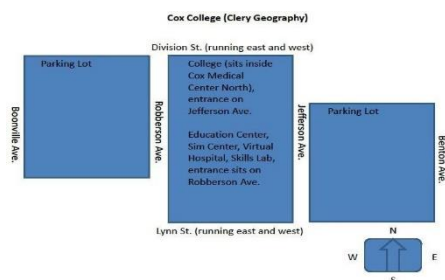 Cox College (Clery Geography)
Division St. (running east and west)
Parking Lot
College (sits inside
Cox Medical
Center North),
entrance on
Jefferson Ave.
Education Center,
Sim Center, Virtual
Hospital, Skills Lab,
entrance sits on
Robberson Ave.
Parking Lot
Boonville Ave.
Robberson Ave.
Jefferson Ave.
Benton Ave.
Lynn St. (running east and west)
N
W
E
S